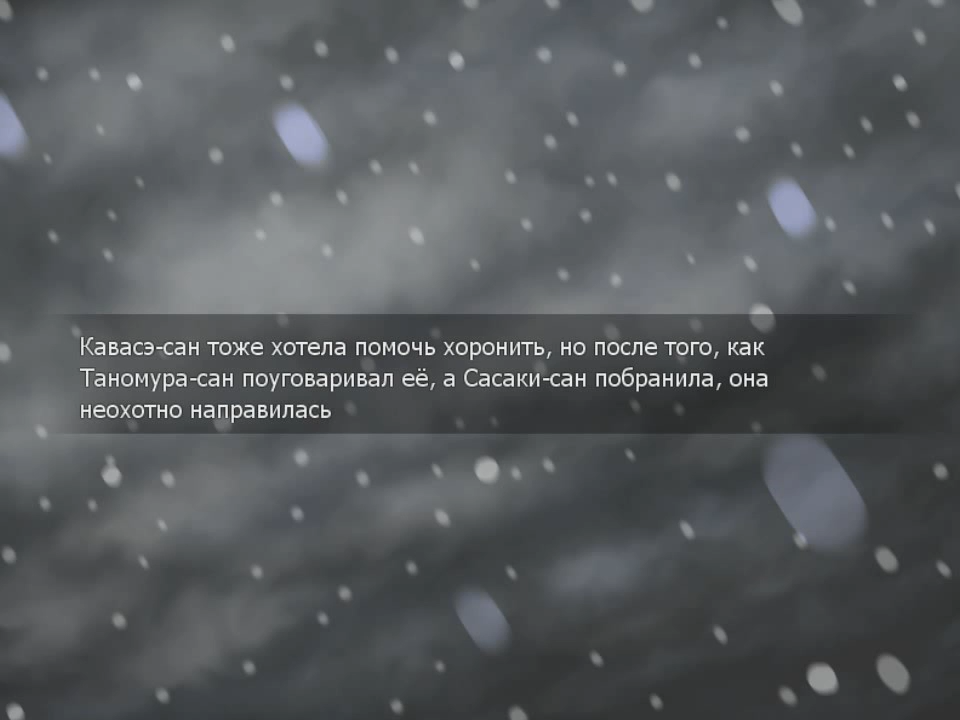 Кавасэ-сан тоже хотела помочь хоронить, но после того, как
Таномура-сан поуговаривал её, а Сасаки-сан побранила, она
неохотно направилась